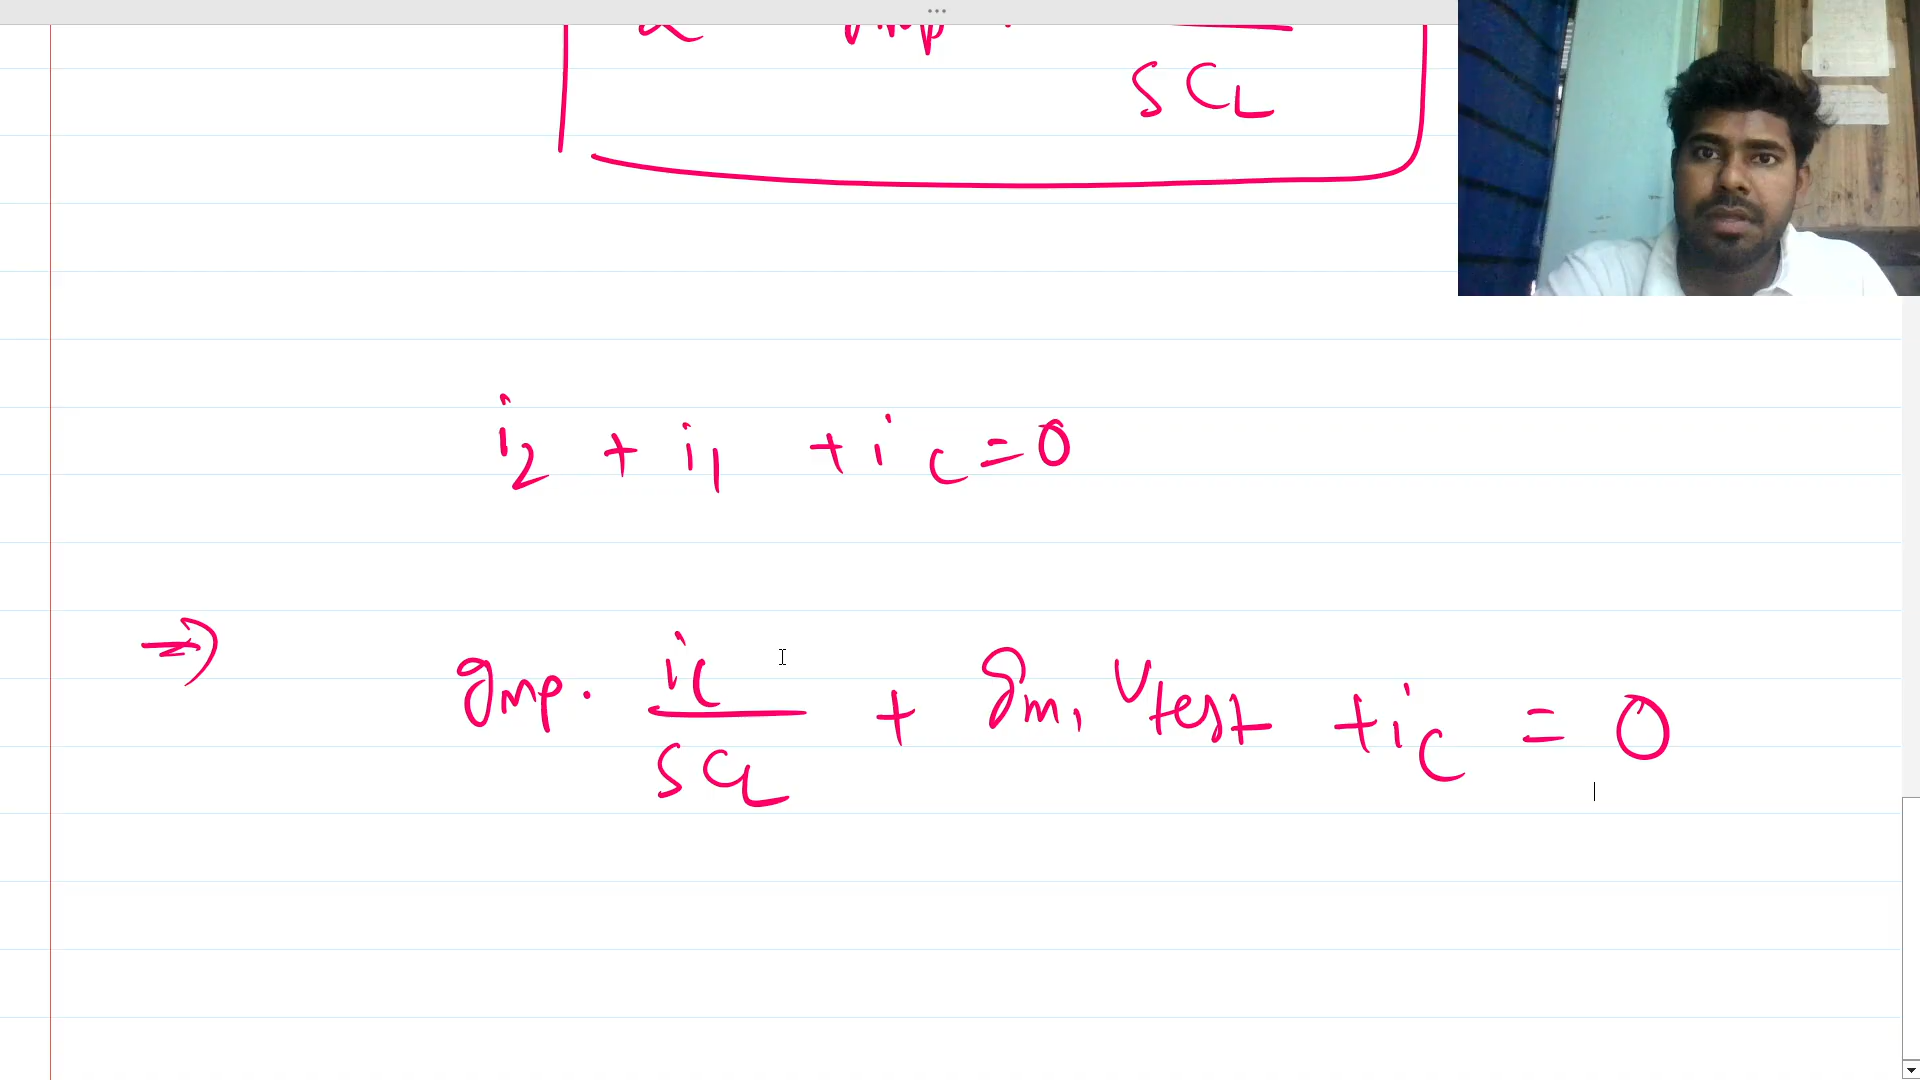 SCL
i2 + i1 + ic = 0
⇒ gmp. ic/SCL + gm1 Vtest + ic = 0